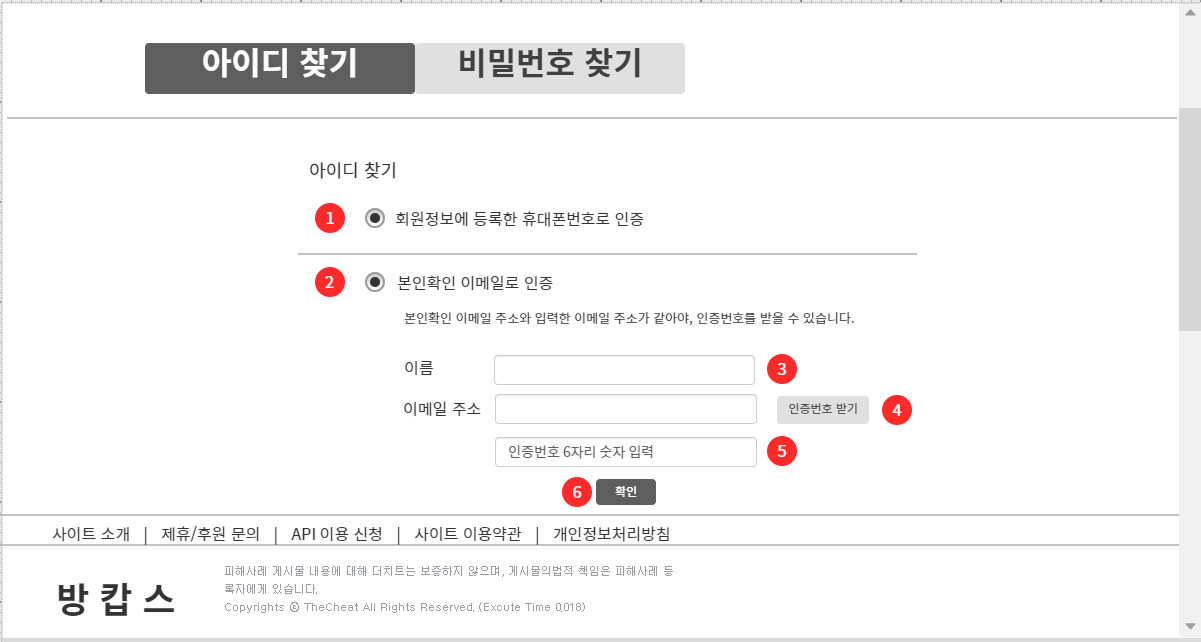 아이디 찾기 비밀번호 찾기
아이디 찾기
1 회원정보에 등록한 휴대폰번호로 인증
2 본인확인 이메일로 인증
본인확인 이메일 주소와 입력한 이메일 주소가 같아야, 인증번호를 받을 수 있습니다.
이름 3
이메일 주소 인증번호 받기 4
인증번호 6자리 숫자 입력 5
6 확인
사이트 소개 | 제휴/후원 문의 | API 이용 신청 | 사이트 이용약관 | 개인정보처리방침
피해사례 게시물 내용에 대해 더치트는 보증하지 않으며, 게시물의법적 책임은 피해사례 등
록자에게 있습니다.
방 캅 스
Copyrights ⓒ TheCheat All Rights Reserved. (Excute Time 0.018)